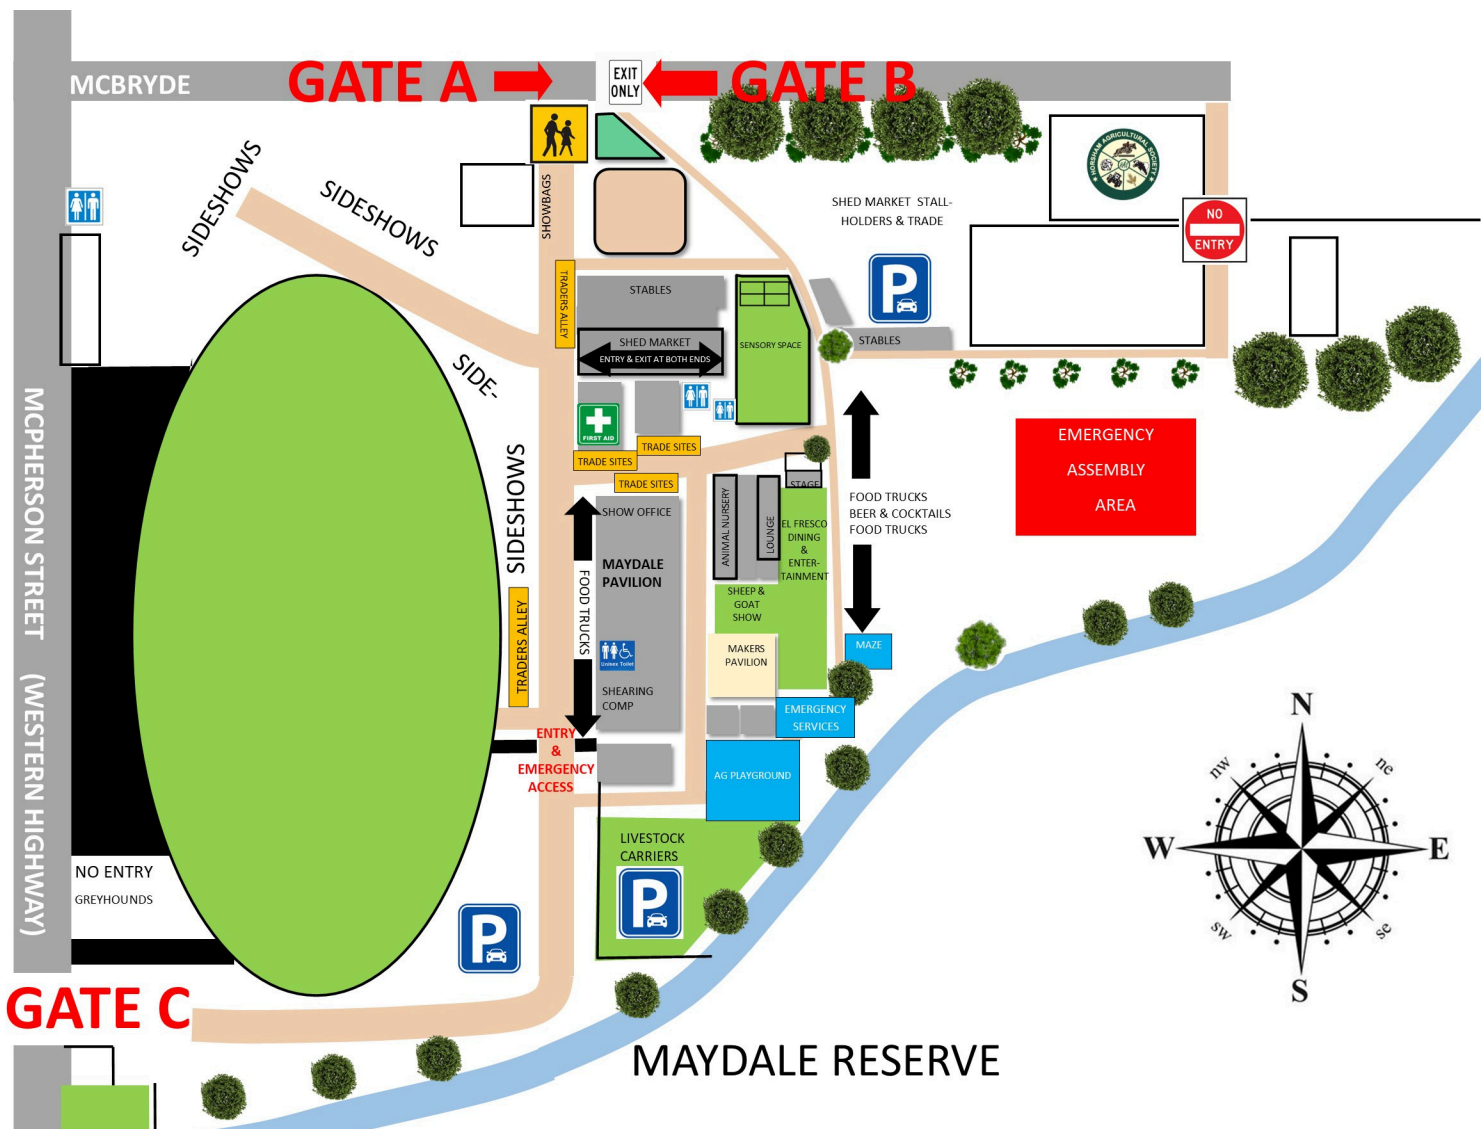 MCBRYDE
GATE A
EXIT
ONLY
GATE B
SIDESHOWS
SIDESHOWS
SHOWBAGS
HORSHAM AGRICULTURAL SOCIETY
SHED MARKET STALL-
HOLDERS & TRADE
P
NO
ENTRY
TRADERS ALLEY
STABLES
SHED MARKET
ENTRY & EXIT AT BOTH ENDS
SENSORY SPACE
STABLES
SIDE-
SIDESHOWS
FIRST AID
TRADE SITES
TRADE SITES
TRADE SITES
EMERGENCY
ASSEMBLY
AREA
MCPHERSON STREET (WESTERN HIGHWAY)
SHOW OFFICE
MAYDALE
PAVILION
FOOD TRUCKS
Unisex Toilet
SHEARING
COMP
TRADERS ALLEY
ANIMAL NURSERY
LOUNGE
STAGE
EL FRESCO
DINING
&
ENTER-
TAINMENT
FOOD TRUCKS
BEER & COCKTAILS
FOOD TRUCKS
SHEEP &
GOAT
SHOW
MAKERS
PAVILION
MAZE
EMERGENCY
SERVICES
ENTRY
&
EMERGENCY
ACCESS
AG PLAYGROUND
LIVESTOCK
CARRIERS
P
P
NO ENTRY
GREYHOUNDS
GATE C
MAYDALE RESERVE
N
nw
ne
W
E
sw
se
S